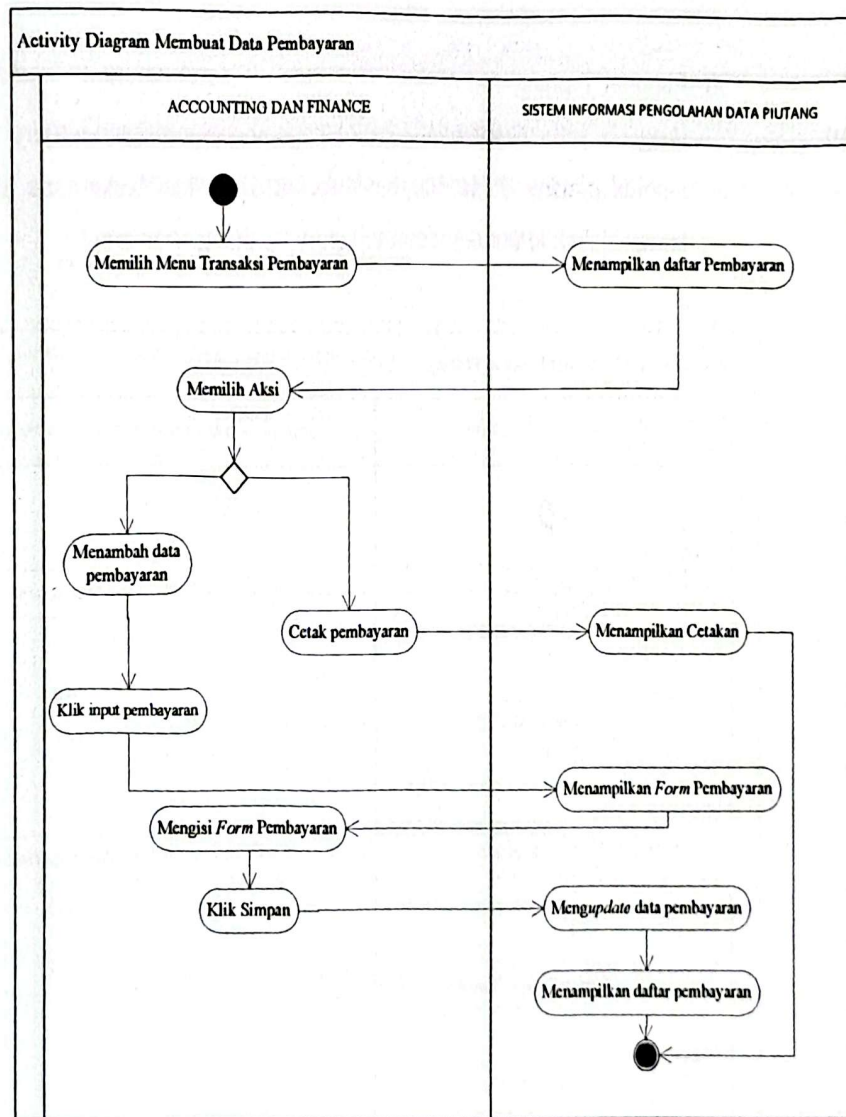 Activity Diagram Membuat Data Pembayaran
ACCOUNTING DAN FINANCE
SISTEM INFORMASI PENGOLAHAN DATA PIUTANG
Memilih Menu Transaksi Pembayaran
Menampilkan daftar Pembayaran
Memilih Aksi
Menambah data
pembayaran
Cetak pembayaran
Menampilkan Cetakan
Klik input pembayaran
Menampilkan Form Pembayaran
Mengisi Form Pembayaran
Klik Simpan
Mengupdate data pembayaran
Menampilkan daftar pembayaran